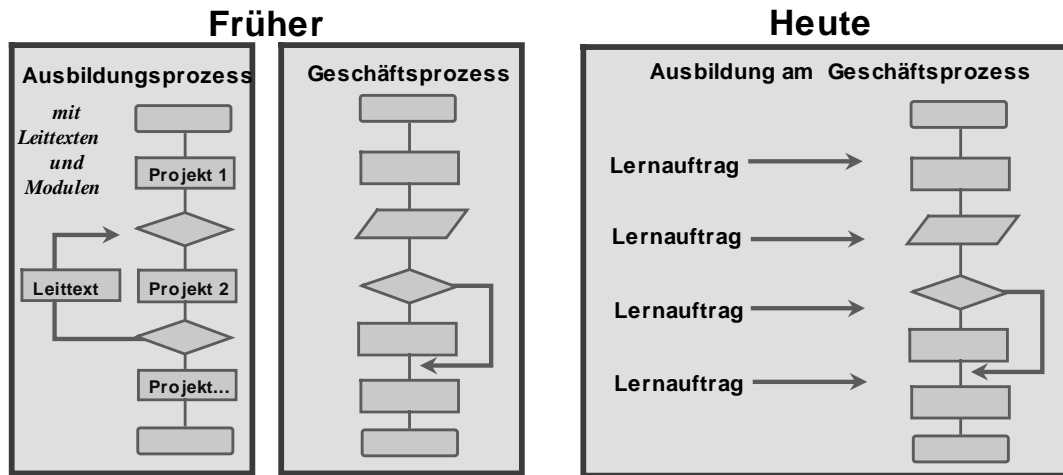 Früher
Ausbildungsprozess
mit
Leittexten
und
Modulen
Projekt 1
Leittext
Projekt 2
Projekt...
Geschäftsprozess
Heute
Ausbildung am Geschäftsprozess
Lernauftrag
Lernauftrag
Lernauftrag
Lernauftrag